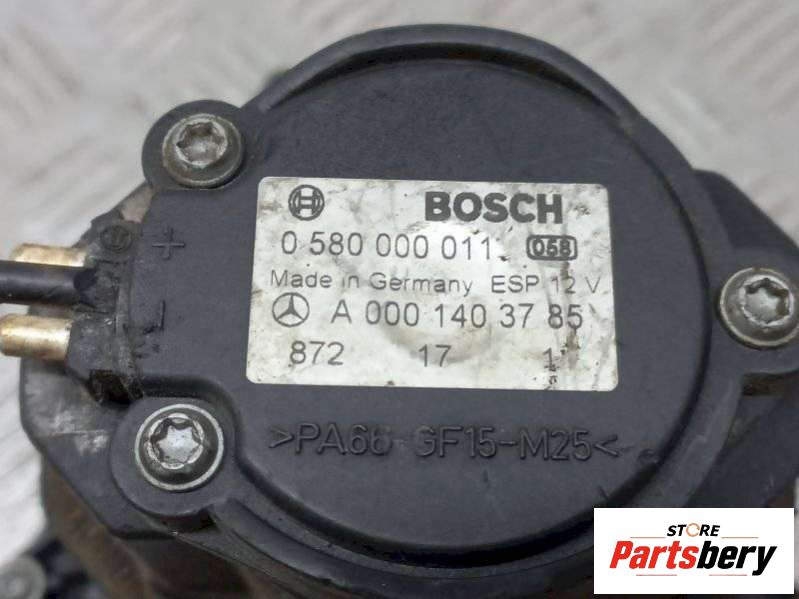 BOSCH
0 580 000 011 058
Made in Germany ESP 12 V
A 000 140 37 85
872 17 1
+
−
>PA66-GF15-M25<
STORE
Partsbery